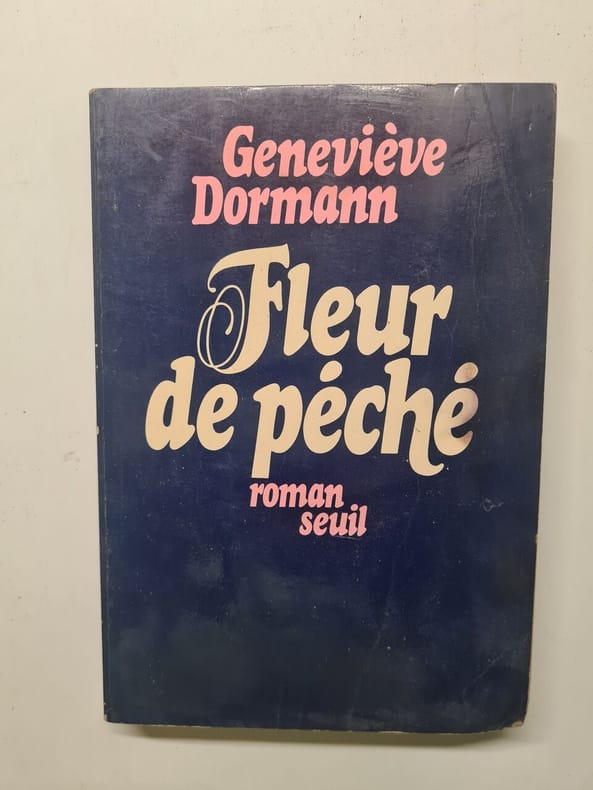 Geneviève
Dormann
Fleur
de péché
roman
seuil